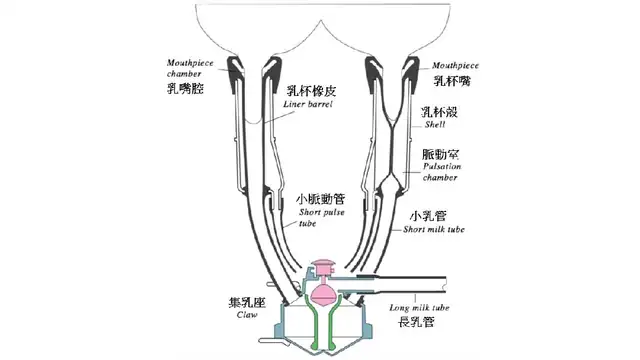 Mouthpiece
chamber
乳嘴腔
乳杯橡皮
Liner barrel
Mouthpiece
乳杯嘴
乳杯殼
Shell
脈動室
Pulsation
chamber
小脈動管
Short pulse
tube
小乳管
Short milk tube
集乳座
Claw
Long milk tube
長乳管